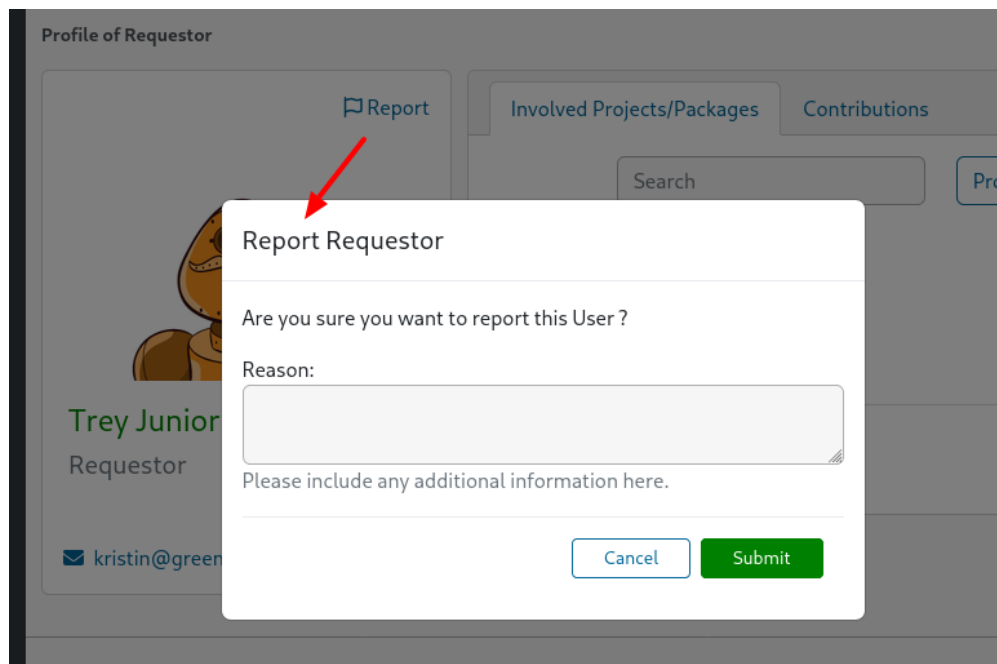 Profile of Requestor
Report
Involved Projects/Packages
Contributions
Search
Report Requestor
Are you sure you want to report this User ?
Reason:
Please include any additional information here.
Cancel
Submit
Trey Junior
Requestor